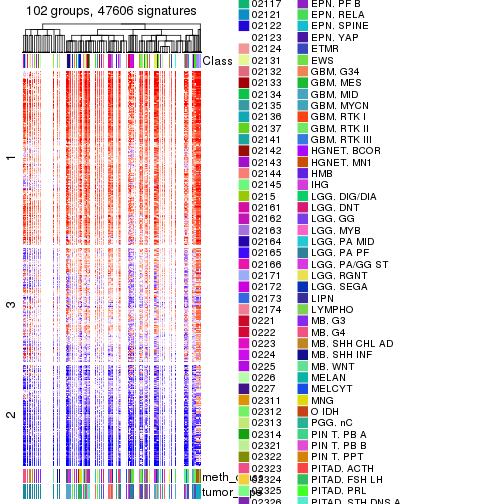 102 groups, 47606 signatures
Class
1
3
2
02117
02121
02122
02123
02124
02131
02132
02133
02134
02135
02136
02137
02141
02142
02143
02144
02145
0215
02161
02162
02163
02164
02165
02166
02171
02172
02173
02174
0221
0222
0223
0224
0225
0226
0227
02311
02312
02313
02314
02321
02322
02323
02324
02325
02326
EPN. PF B
EPN. RELA
EPN. SPINE
EPN. YAP
ETMR
EWS
GBM. G34
GBM. MES
GBM. MID
GBM. MYCN
GBM. RTK I
GBM. RTK II
GBM. RTK III
HGNET. BCOR
HGNET. MN1
HMB
IHG
LGG. DIG/DIA
LGG. DNT
LGG. GG
LGG. MYB
LGG. PA MID
LGG. PA PF
LGG. PA/GG ST
LGG. RGNT
LGG. SEGA
LIPN
LYMPHO
MB. G3
MB. G4
MB. SHH CHL AD
MB. SHH INF
MB. WNT
MELAN
MELCYT
MNG
O IDH
PGG. nC
PIN T. PB A
PIN T. PB B
PIN T. PPT
PITAD. ACTH
PITAD. FSH LH
PITAD. PRL
PITAD. STH DNS A